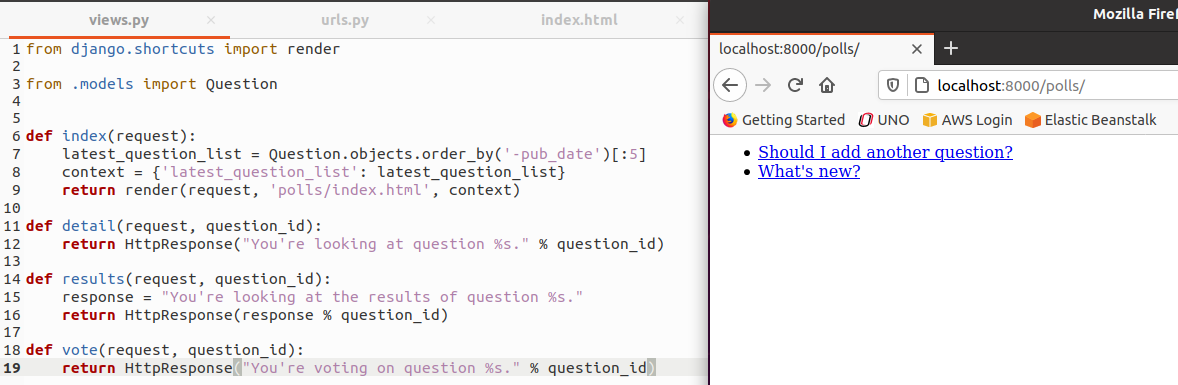 views.py × urls.py × index.html ×
1 from django.shortcuts import render
2
3 from .models import Question
4
5
6 def index(request):
7     latest_question_list = Question.objects.order_by('-pub_date')[:5]
8     context = {'latest_question_list': latest_question_list}
9     return render(request, 'polls/index.html', context)
10
11 def detail(request, question_id):
12     return HttpResponse("You're looking at question %s." % question_id)
13
14 def results(request, question_id):
15     response = "You're looking at the results of question %s."
16     return HttpResponse(response % question_id)
17
18 def vote(request, question_id):
19     return HttpResponse("You're voting on question %s." % question_id)
Mozilla Firef
localhost:8000/polls/ × +
localhost:8000/polls/
Getting Started UNO AWS Login Elastic Beanstalk
• Should I add another question?
• What's new?